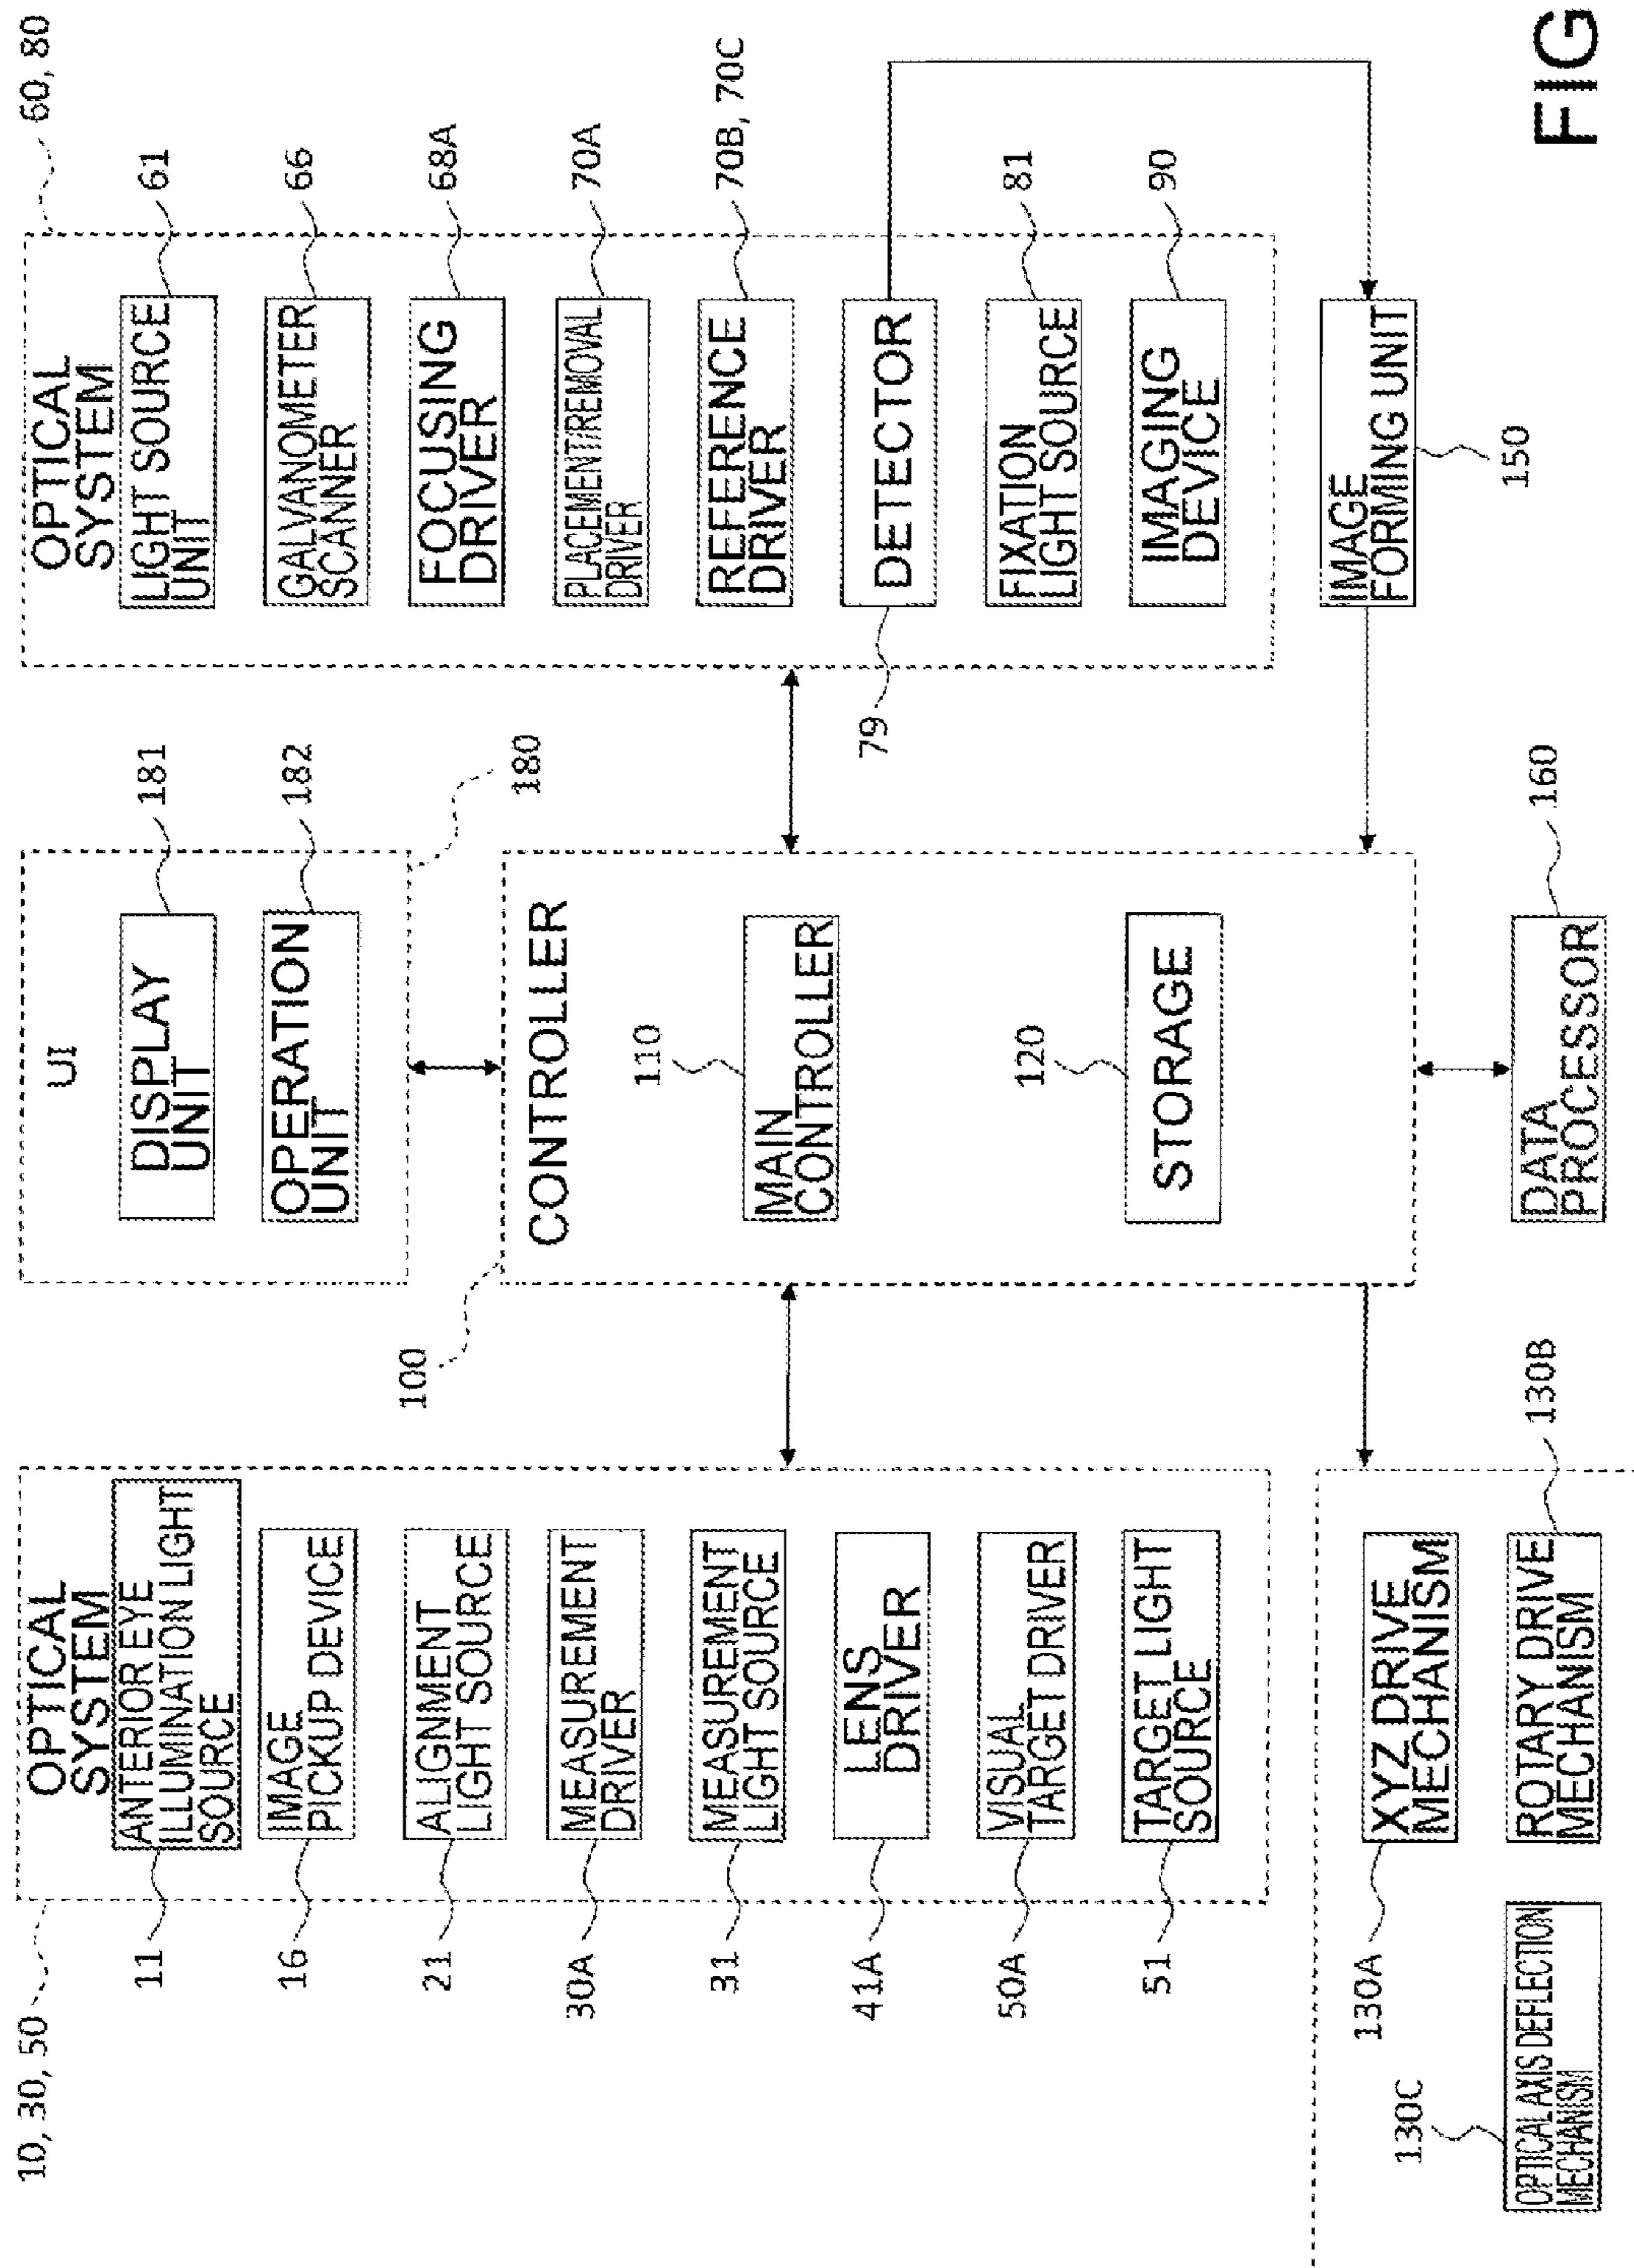 10, 30, 50
OPTICAL
SYSTEM
11
ANTERIOR EYE
ILLUMINATION LIGHT
SOURCE
16
IMAGE
PICKUP DEVICE
21
ALIGNMENT
LIGHT SOURCE
30A
MEASUREMENT
DRIVER
31
MEASUREMENT
LIGHT SOURCE
41A
LENS
DRIVER
50A
VISUAL
TARGET DRIVER
51
TARGET LIGHT
SOURCE
130A
XYZ DRIVE
MECHANISM
130B
ROTARY DRIVE
MECHANISM
130C
OPTICAL AXIS DEFLECTION
MECHANISM
UI
DISPLAY
UNIT
181
OPERATION
UNIT
182
180
100
CONTROLLER
110
MAIN
CONTROLLER
120
STORAGE
DATA
PROCESSOR
160
60, 80
OPTICAL
SYSTEM
LIGHT SOURCE
UNIT
61
GALVANOMETER
SCANNER
66
FOCUSING
DRIVER
68A
PLACEMENT/REMOVAL
DRIVER
70A
REFERENCE
DRIVER
70B, 70C
DETECTOR
79
FIXATION
LIGHT SOURCE
81
IMAGING
DEVICE
90
IMAGE
FORMING UNIT
150
FIG